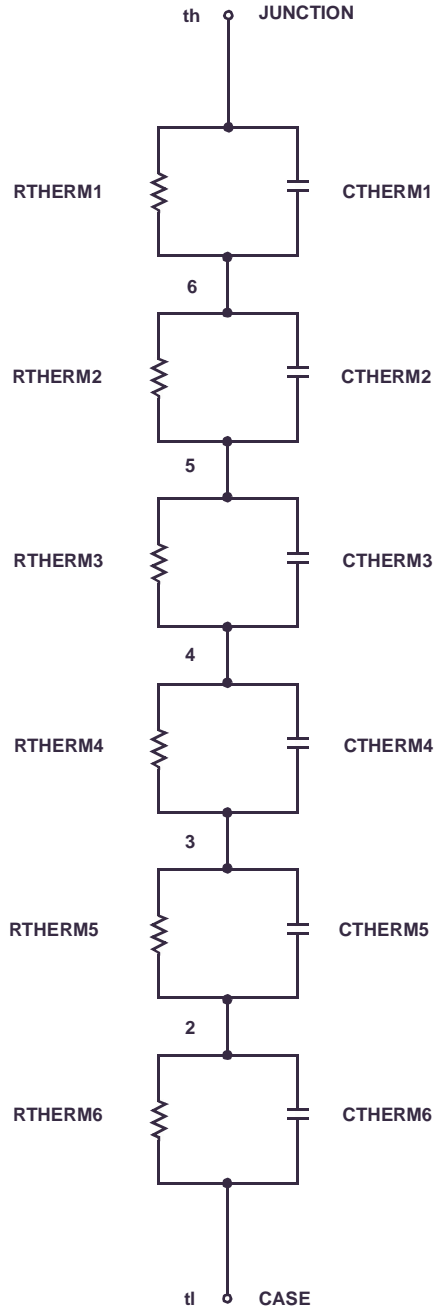 th JUNCTION
RTHERM1 CTHERM1
6
RTHERM2 CTHERM2
5
RTHERM3 CTHERM3
4
RTHERM4 CTHERM4
3
RTHERM5 CTHERM5
2
RTHERM6 CTHERM6
tl CASE